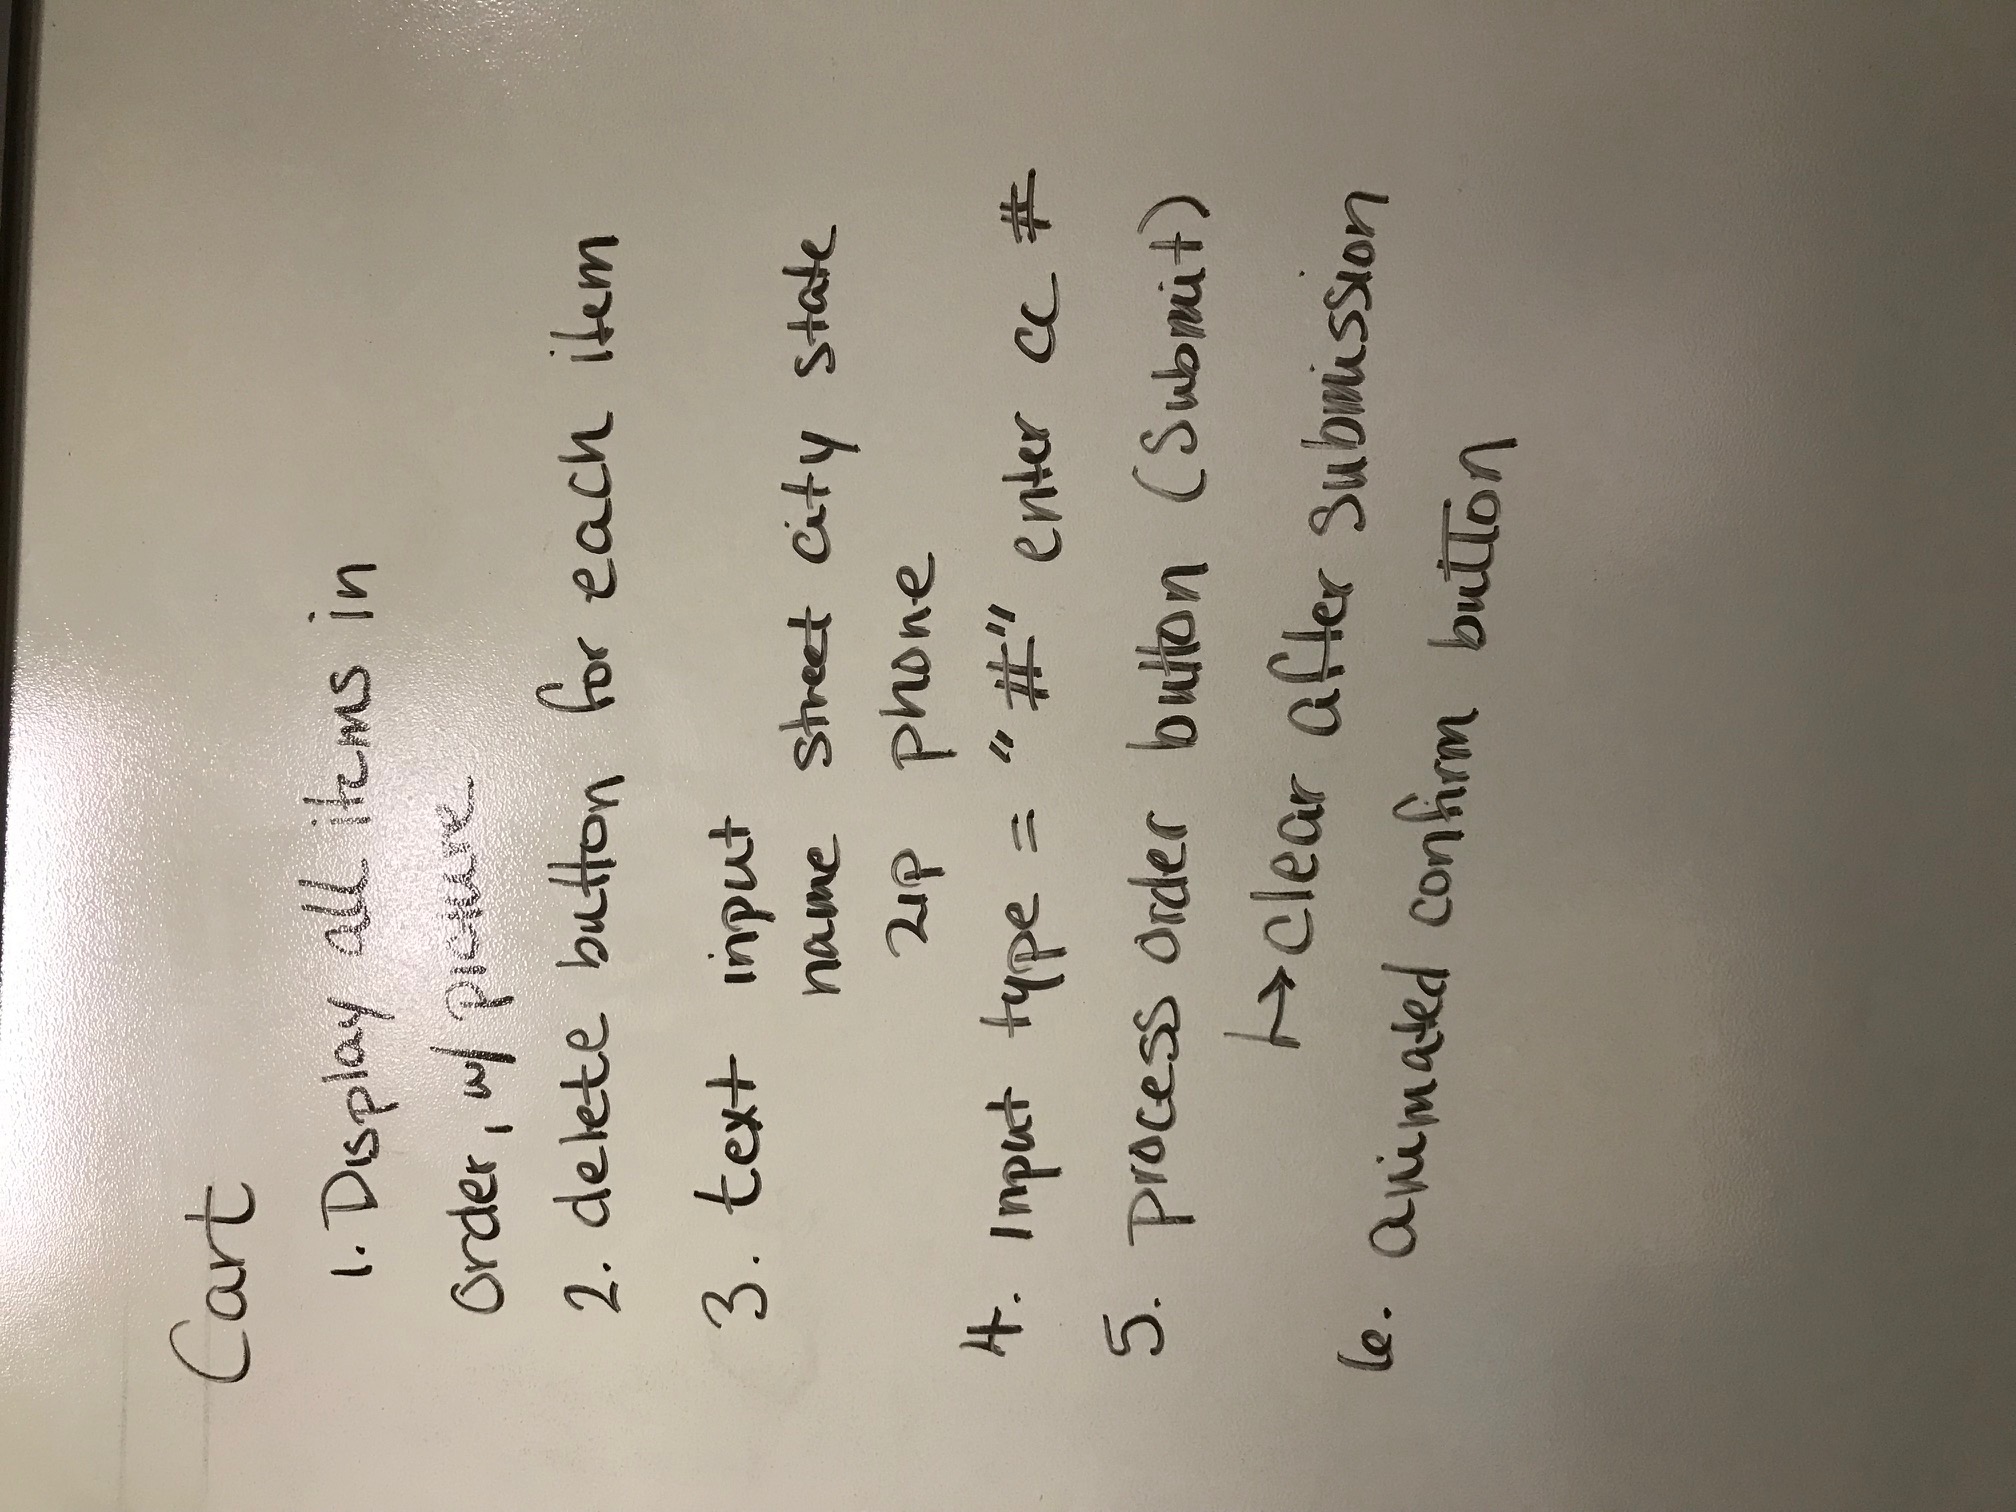 Cart
1. Display all items in
order, w/ picture
2. delete button for each item
3. text input
name street city state
zip phone
4. Input type = "#" enter cc #
5. process order button (Submit)
↳ clear after submission
6. animated confirm button